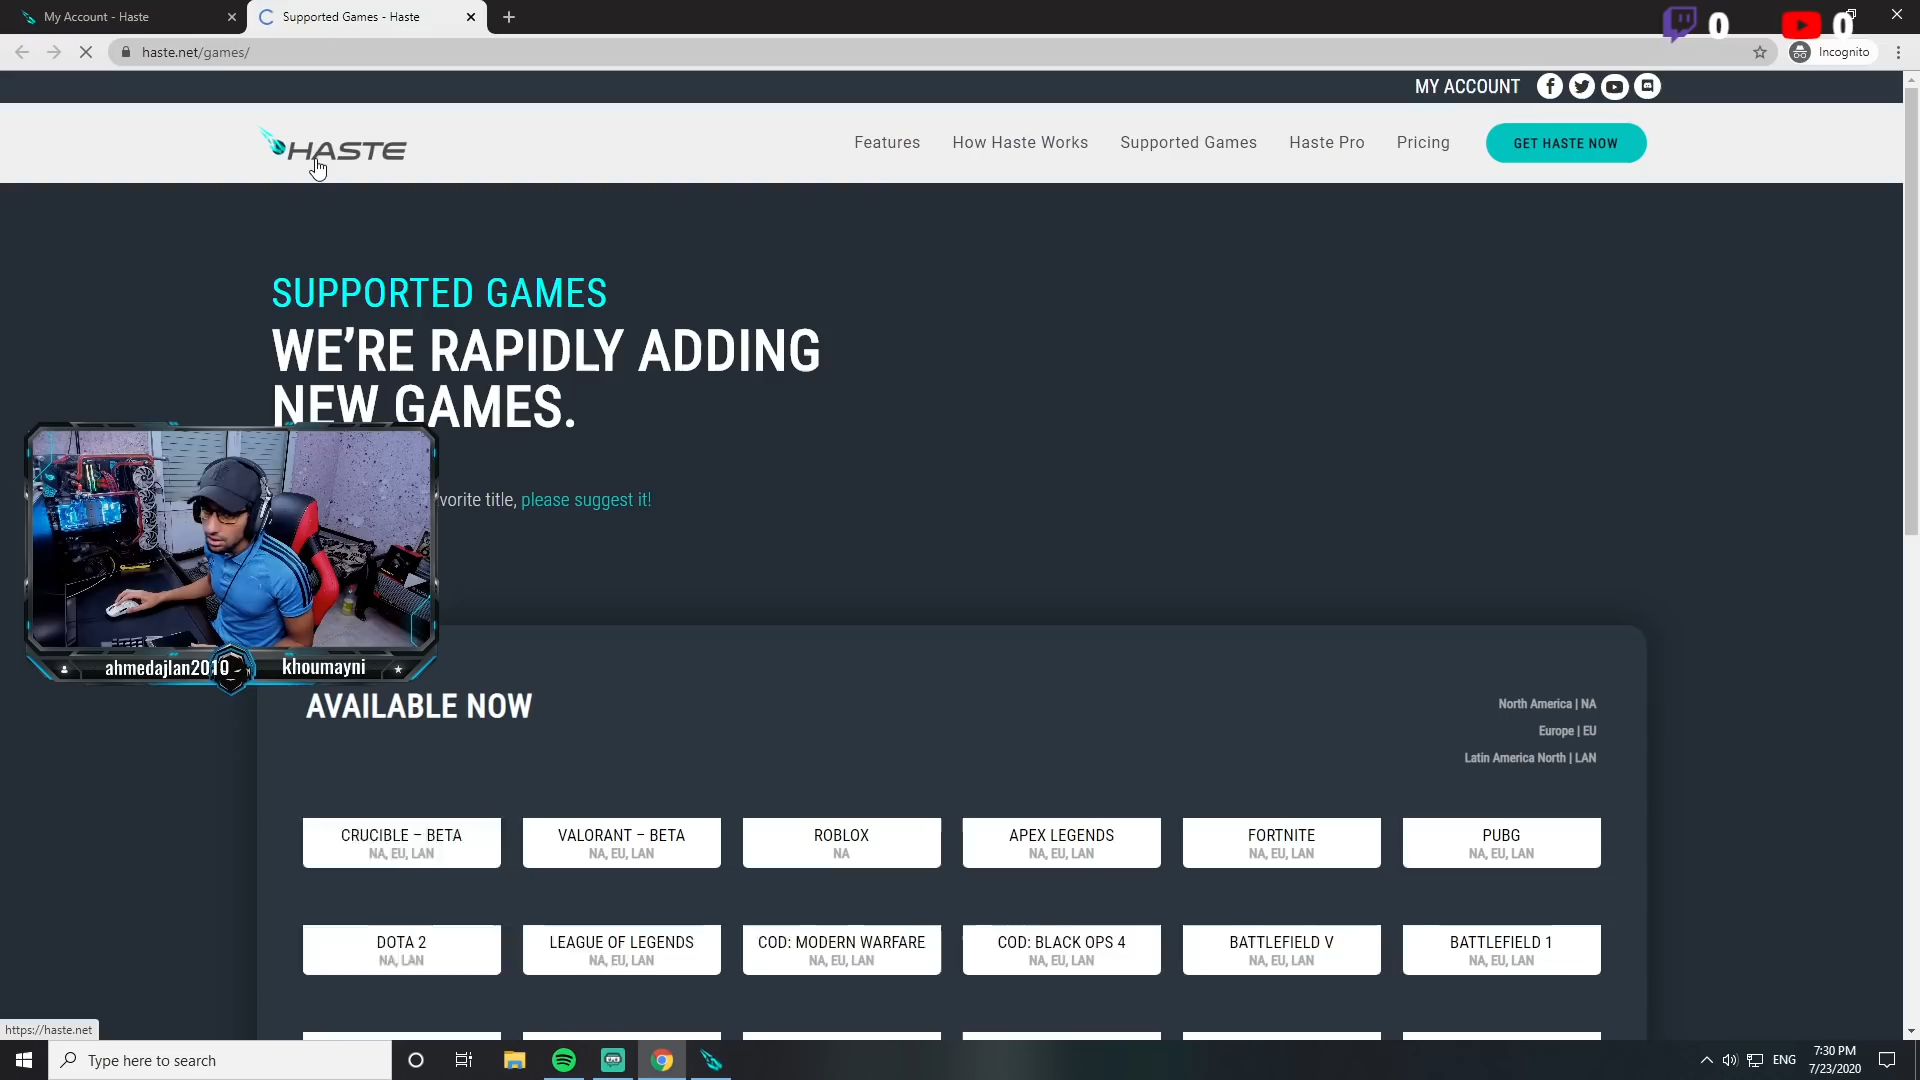 My Account - Haste
Supported Games - Haste
0
0
haste.net/games/
Incognito
MY ACCOUNT
HASTE
Features
How Haste Works
Supported Games
Haste Pro
Pricing
GET HASTE NOW
SUPPORTED GAMES
WE’RE RAPIDLY ADDING
NEW GAMES.
vorite title, please suggest it!
ahmedajlan2010
khoumayni
AVAILABLE NOW
North America | NA
Europe | EU
Latin America North | LAN
CRUCIBLE – BETA
NA, EU, LAN
VALORANT – BETA
NA, EU, LAN
ROBLOX
NA
APEX LEGENDS
NA, EU, LAN
FORTNITE
NA, EU, LAN
PUBG
NA, EU, LAN
DOTA 2
NA, LAN
LEAGUE OF LEGENDS
NA, EU, LAN
COD: MODERN WARFARE
NA, EU, LAN
COD: BLACK OPS 4
NA, EU, LAN
BATTLEFIELD V
NA, EU, LAN
BATTLEFIELD 1
NA, EU, LAN
https://haste.net
Type here to search
ENG
7:30 PM
7/23/2020